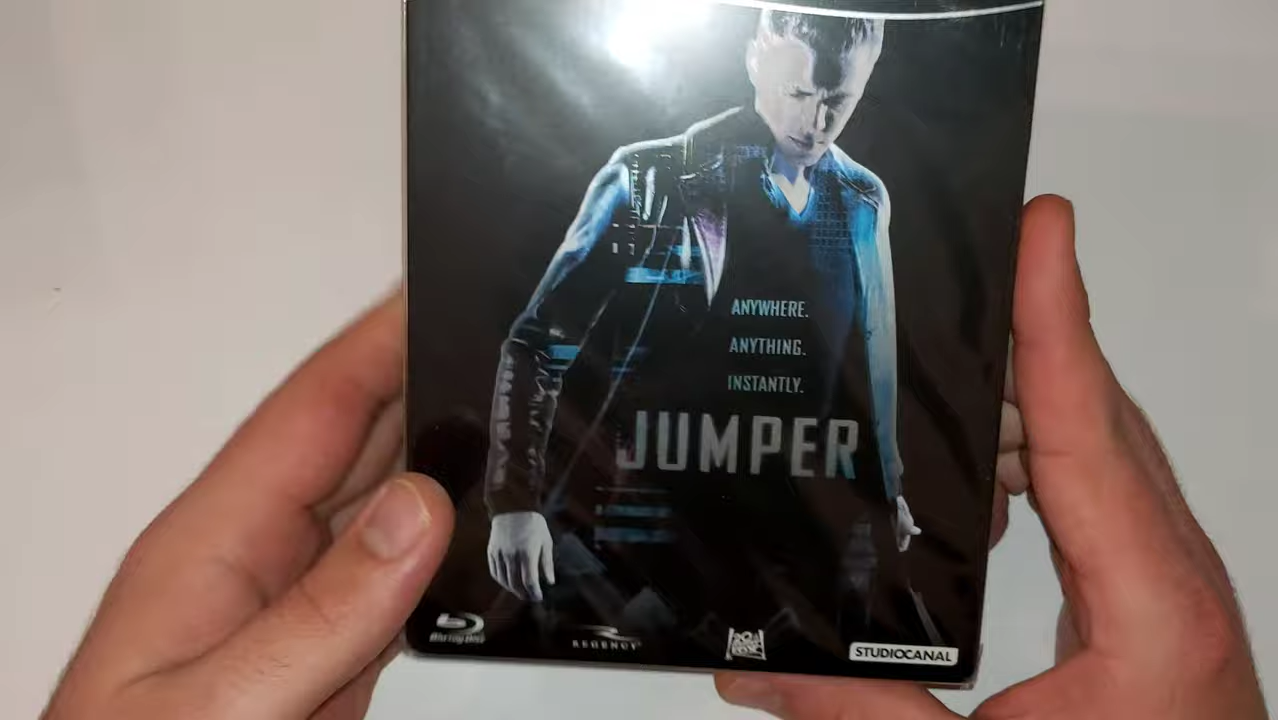 ANYWHERE.
ANYTHING.
INSTANTLY.
JUMPER
Blu-ray Disc
REGENCY
20th
CENTURY
FOX
STUDIOCANAL